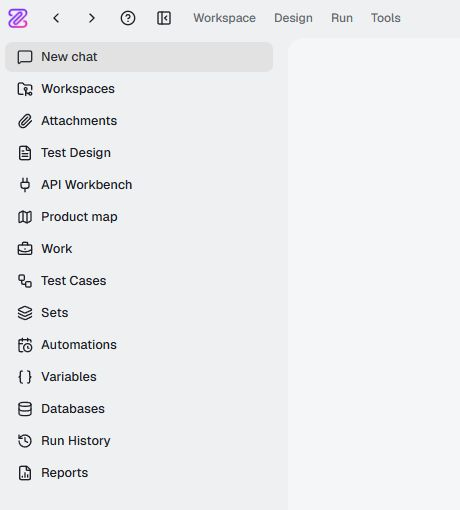 Workspace Design Run Tools
New chat
Workspaces
Attachments
Test Design
API Workbench
Product map
Work
Test Cases
Sets
Automations
Variables
Databases
Run History
Reports